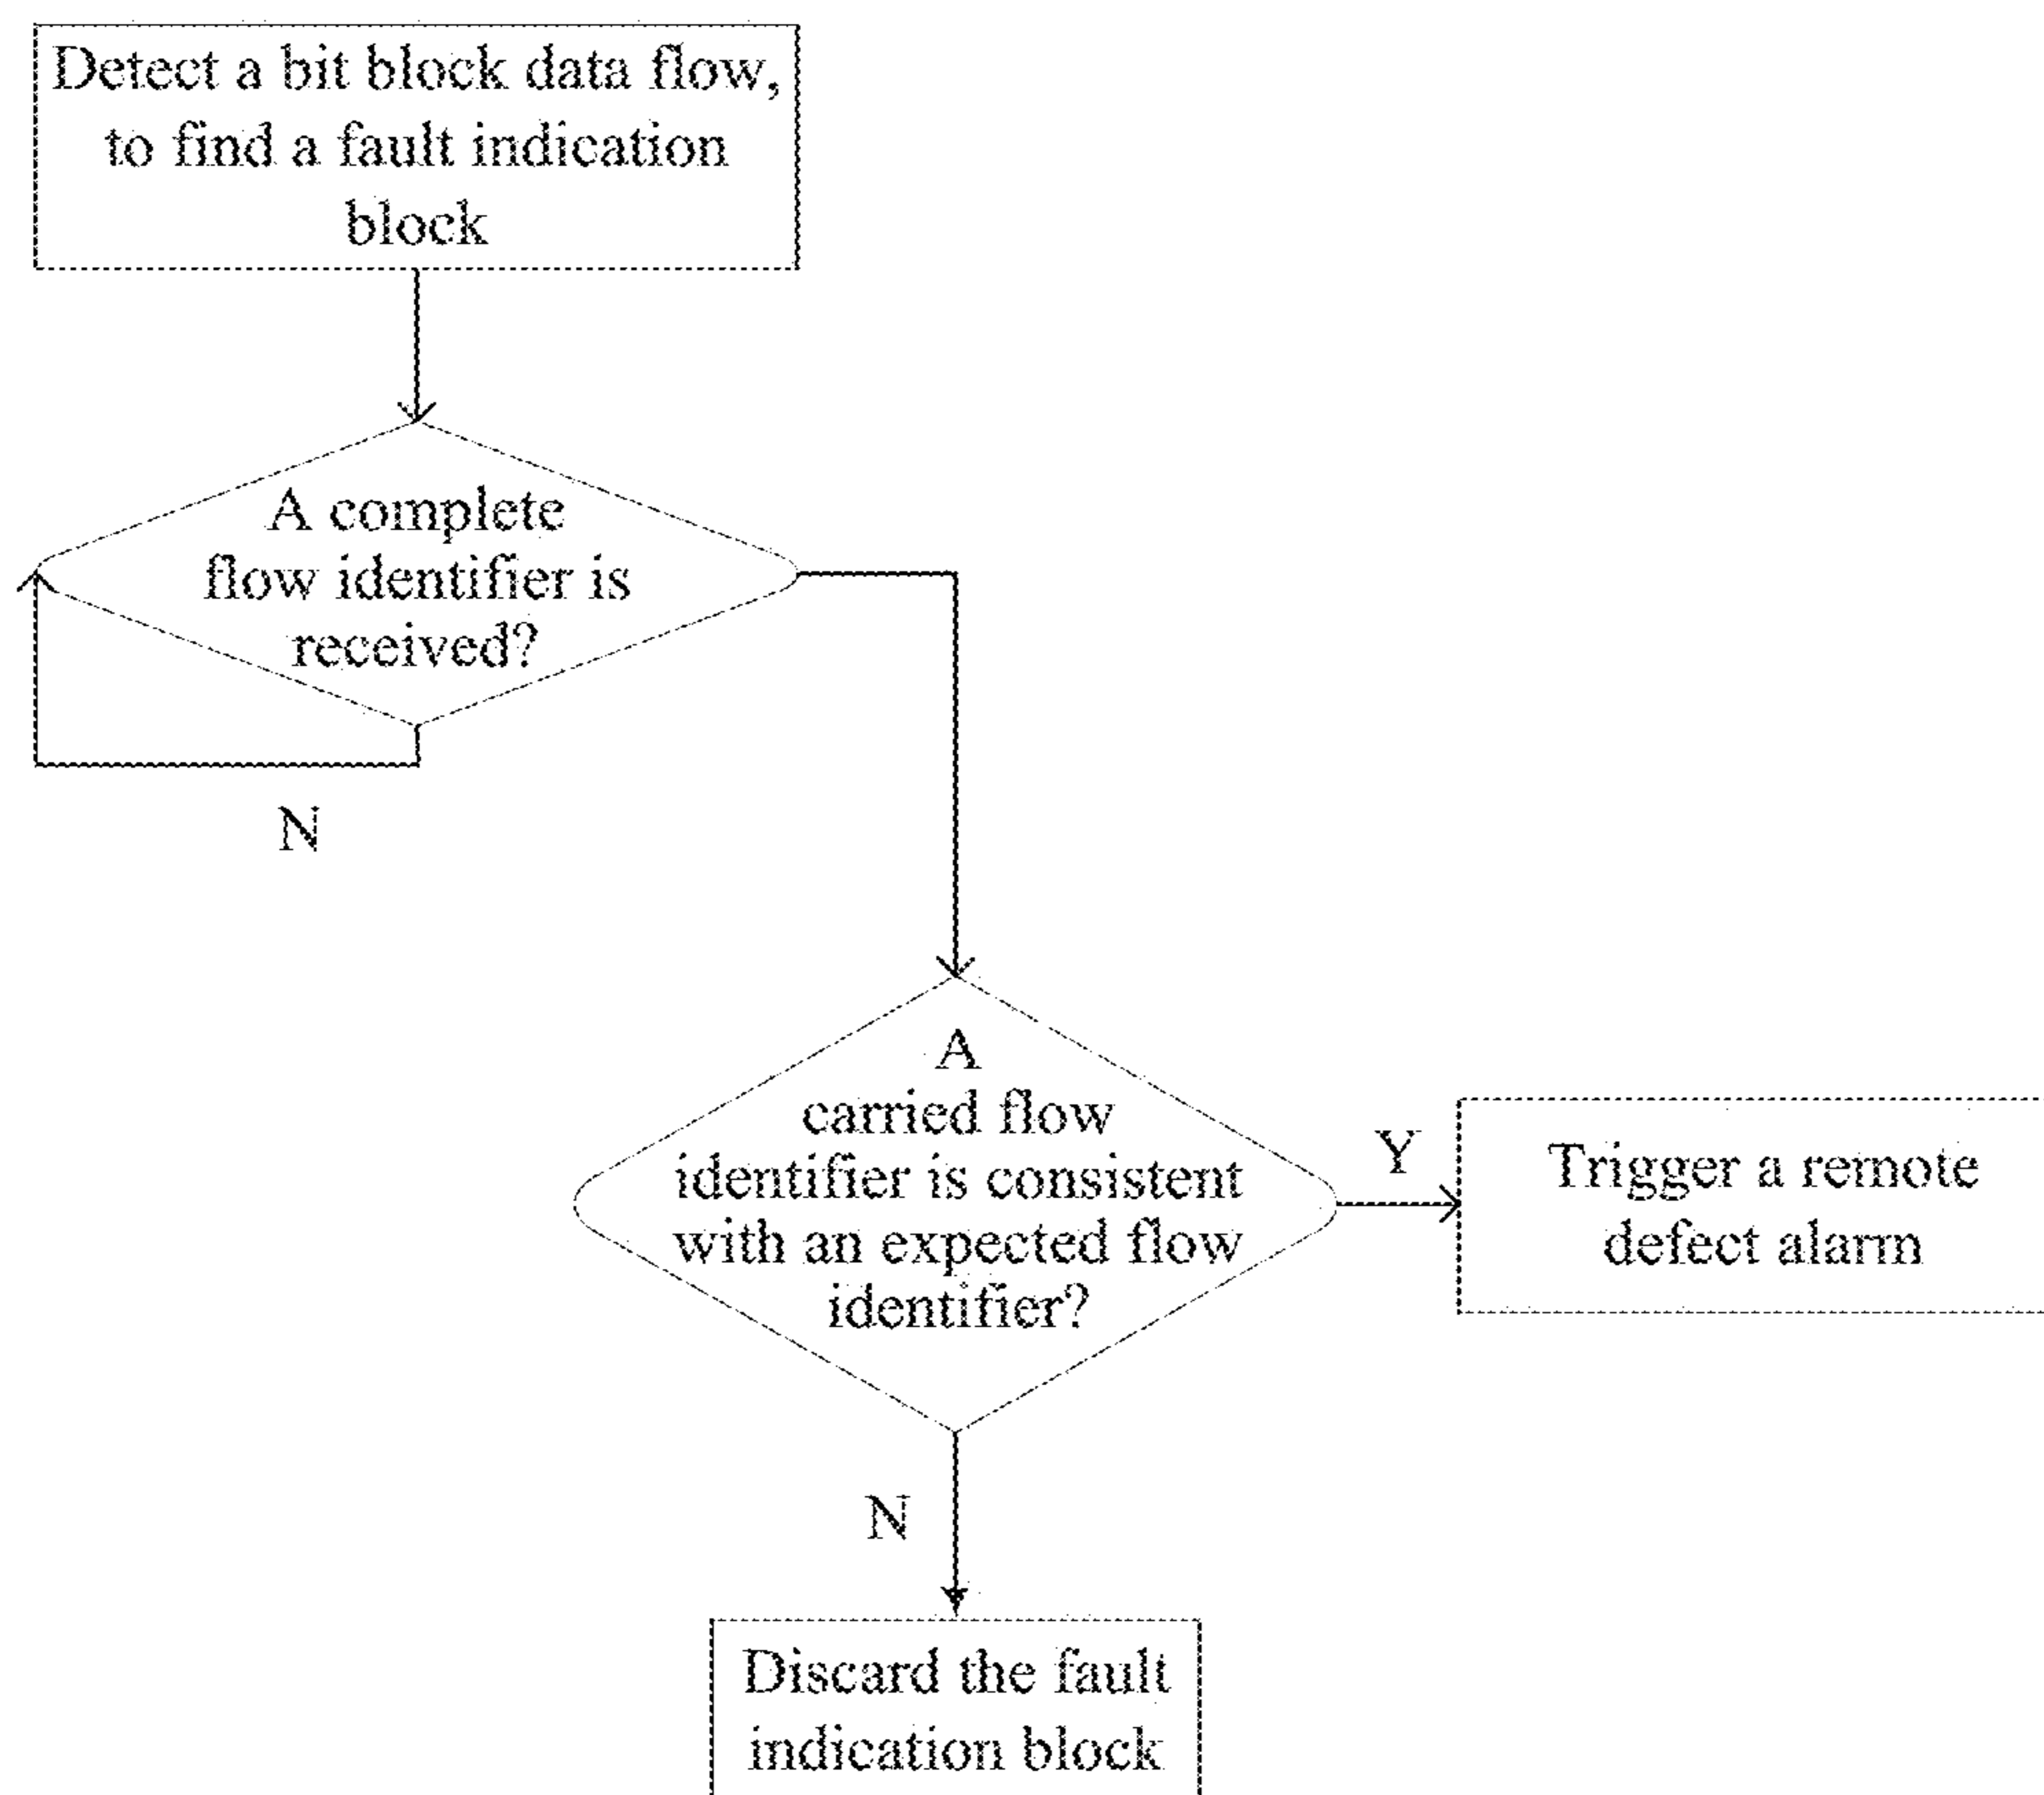 Detect a bit block data flow,
to find a fault indication
block
A complete
flow identifier is
received?
N
A
carried flow
identifier is consistent
with an expected flow
identifier?
Y
Trigger a remote
defect alarm
N
Discard the fault
indication block